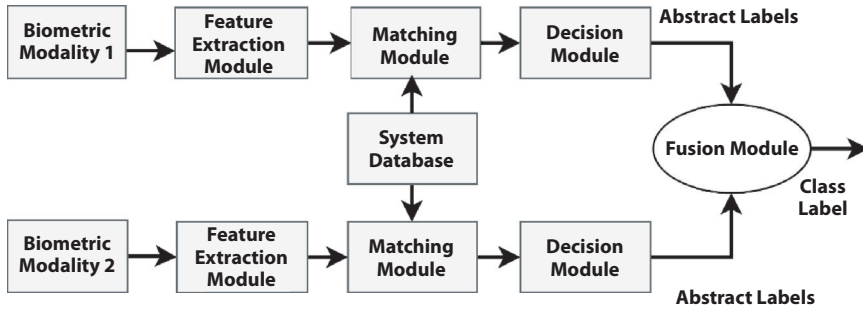 Biometric
Modality 1
Feature
Extraction
Module
Matching
Module
Decision
Module
Abstract Labels
System
Database
Fusion Module
Class
Label
Biometric
Modality 2
Feature
Extraction
Module
Matching
Module
Decision
Module
Abstract Labels